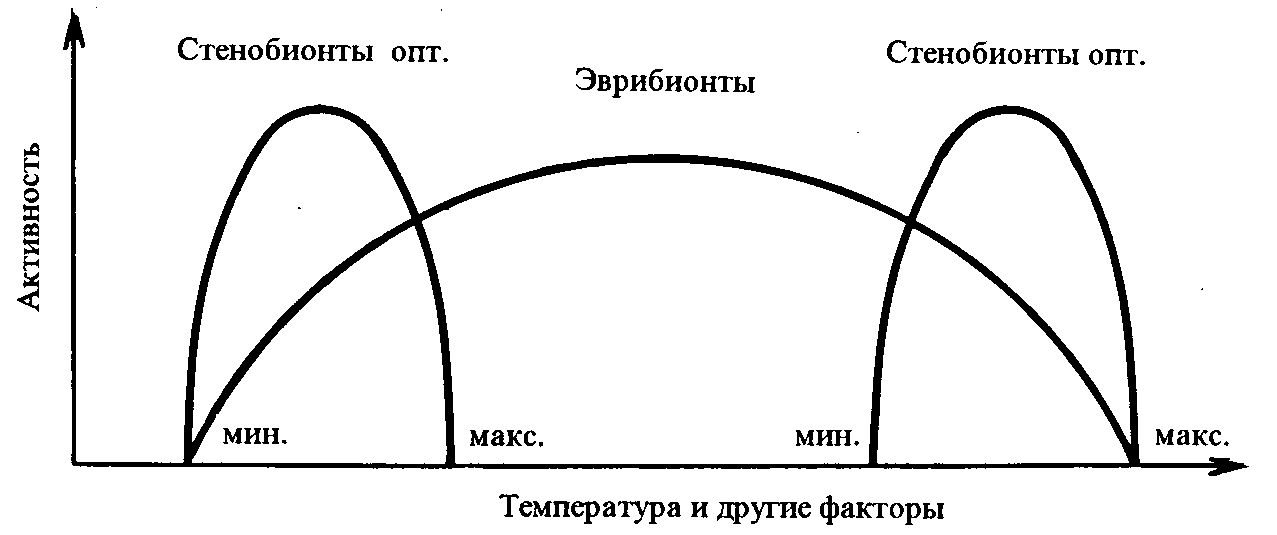 Стенобионты опт.
Стенобионты опт.
Эврибионты
Активность
мин.
макс.
мин.
макс.
Температура и другие факторы